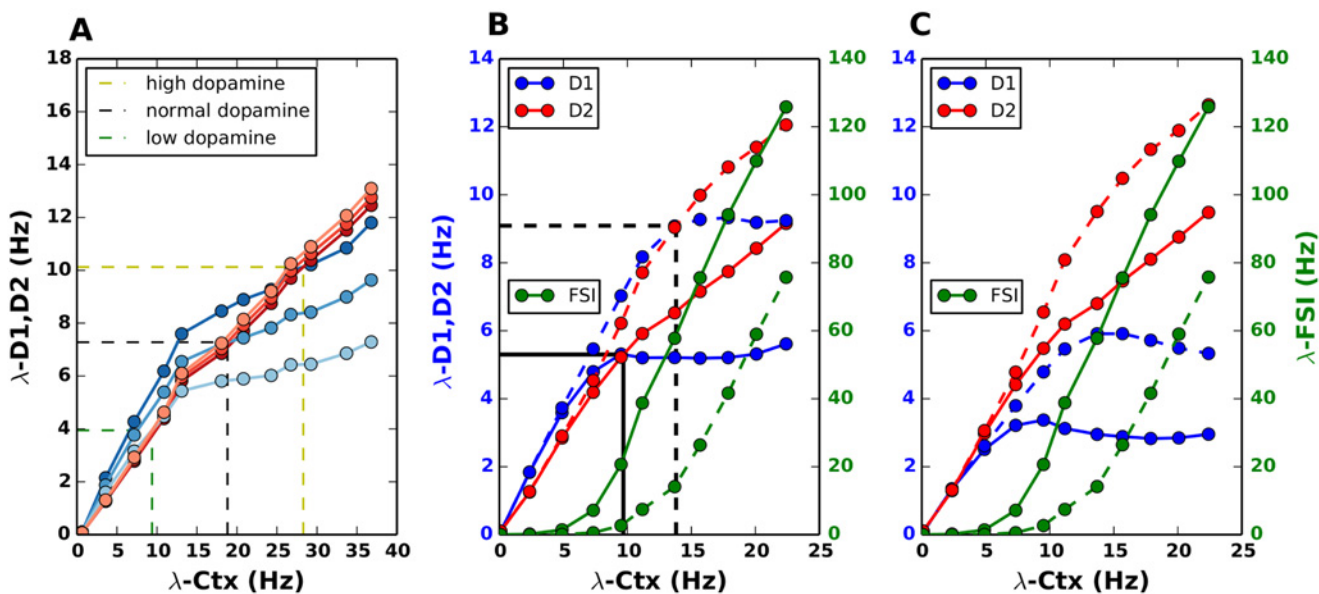 A
18
16
14
12
10
8
6
4
2
0
high dopamine
normal dopamine
low dopamine
λ-D1,D2 (Hz)
0 5 10 15 20 25 30 35 40
λ-Ctx (Hz)
B
14
12
10
8
6
4
2
0
D1
D2
FSI
λ-D1,D2 (Hz)
140
120
100
80
60
40
20
0
0 5 10 15 20 25
λ-Ctx (Hz)
C
14
12
10
8
6
4
2
0
D1
D2
FSI
140
120
100
80
60
40
20
0
λ-FSI (Hz)
0 5 10 15 20 25
λ-Ctx (Hz)